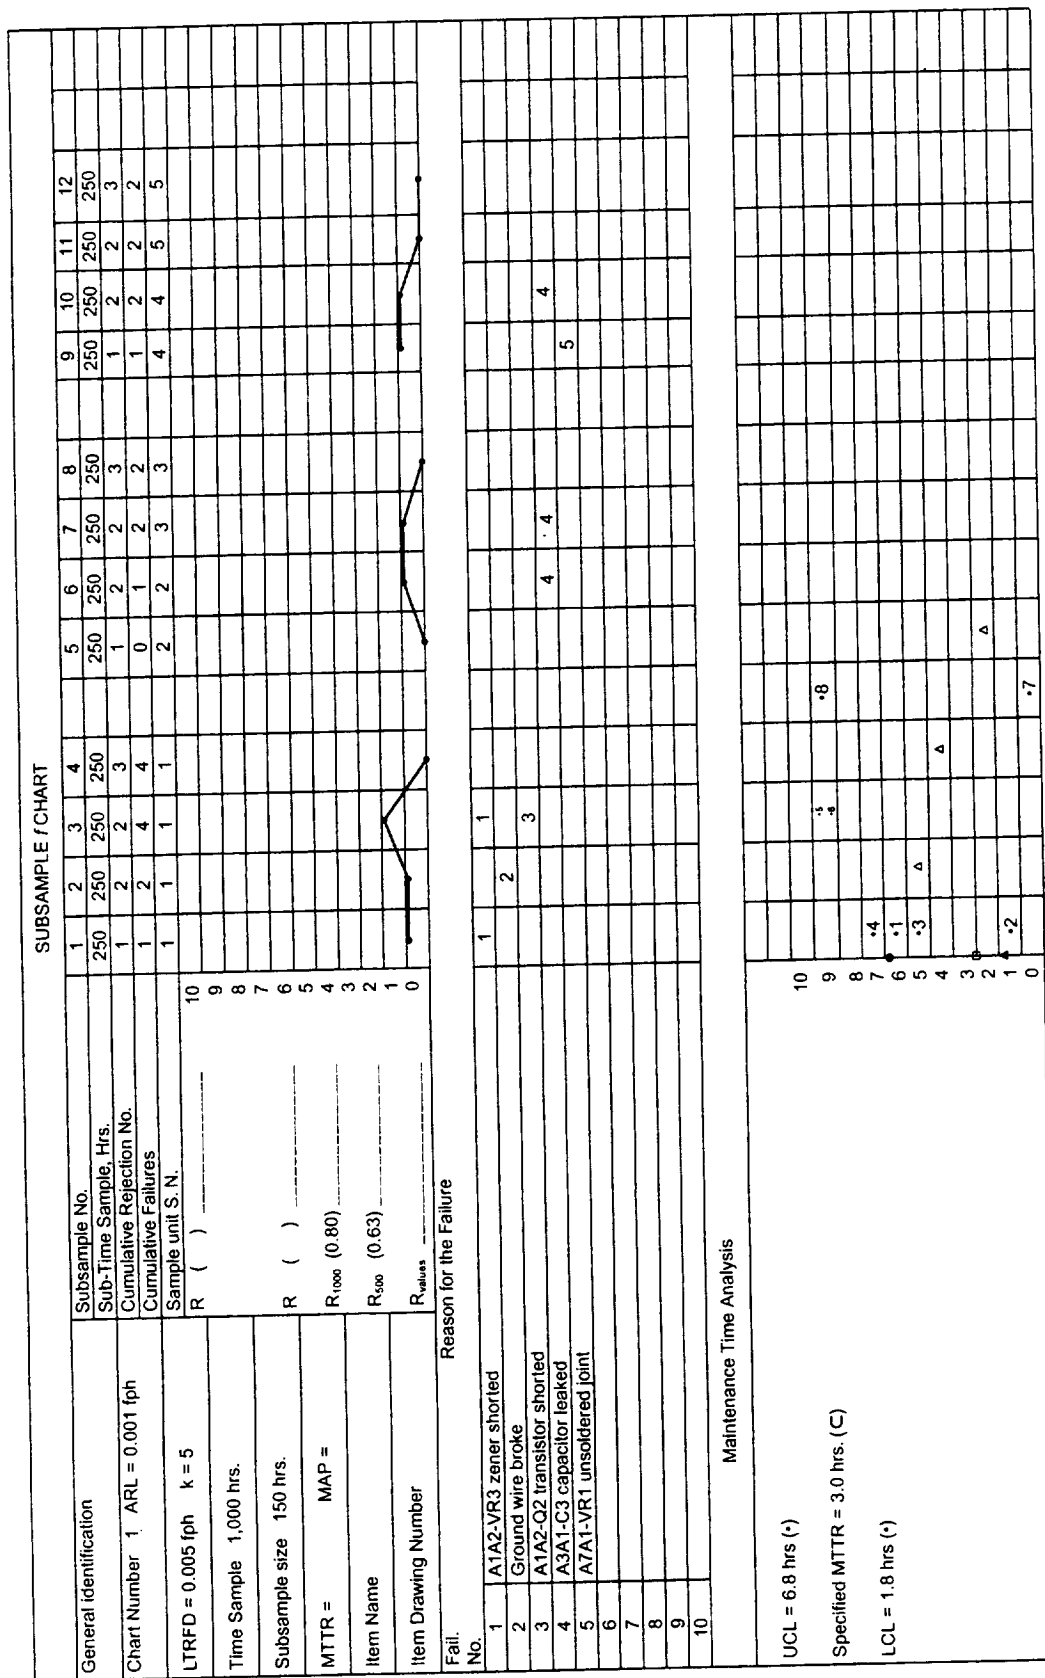 SUBSAMPLE f CHART
General identification
Subsample No. 1 2 3 4 5 6 7 8 9 10 11 12
Sub-Time Sample, Hrs. 250 250 250 250 250 250 250 250 250 250 250 250
Chart Number 1 ARL = 0.001 fph
Cumulative Rejection No. 1 2 2 3 1 2 2 3 1 2 2 3
Cumulative Failures 1 2 4 4 0 1 2 2 1 2 2 2
LTRFD = 0.005 fph k = 5
Sample unit S. N. 1 1 1 1 2 2 3 3 4 4 5 5
R ( )
10
9
8
7
6
5
4
3
2
1
0
Time Sample 1,000 hrs.
Subsample size 150 hrs.
R ( )
MTTR = MAP =
R1000 (0.80)
Item Name
R500 (0.63)
Item Drawing Number
Rvalues
Fail. No.
Reason for the Failure
1 A1A2-VR3 zener shorted 1 1
2 Ground wire broke 2
3 A1A2-Q2 transistor shorted 3
4 A3A1-C3 capacitor leaked 4 4 4
5 A7A1-VR1 unsoldered joint 5
6
7
8
9
10
Maintenance Time Analysis
UCL = 6.8 hrs (•)
Specified MTTR = 3.0 hrs. (C)
LCL = 1.8 hrs (•)
10
9 •5 •6 •8
8
7 •4
6 •1
5 •3
4
3
2
1 •2
0 •7